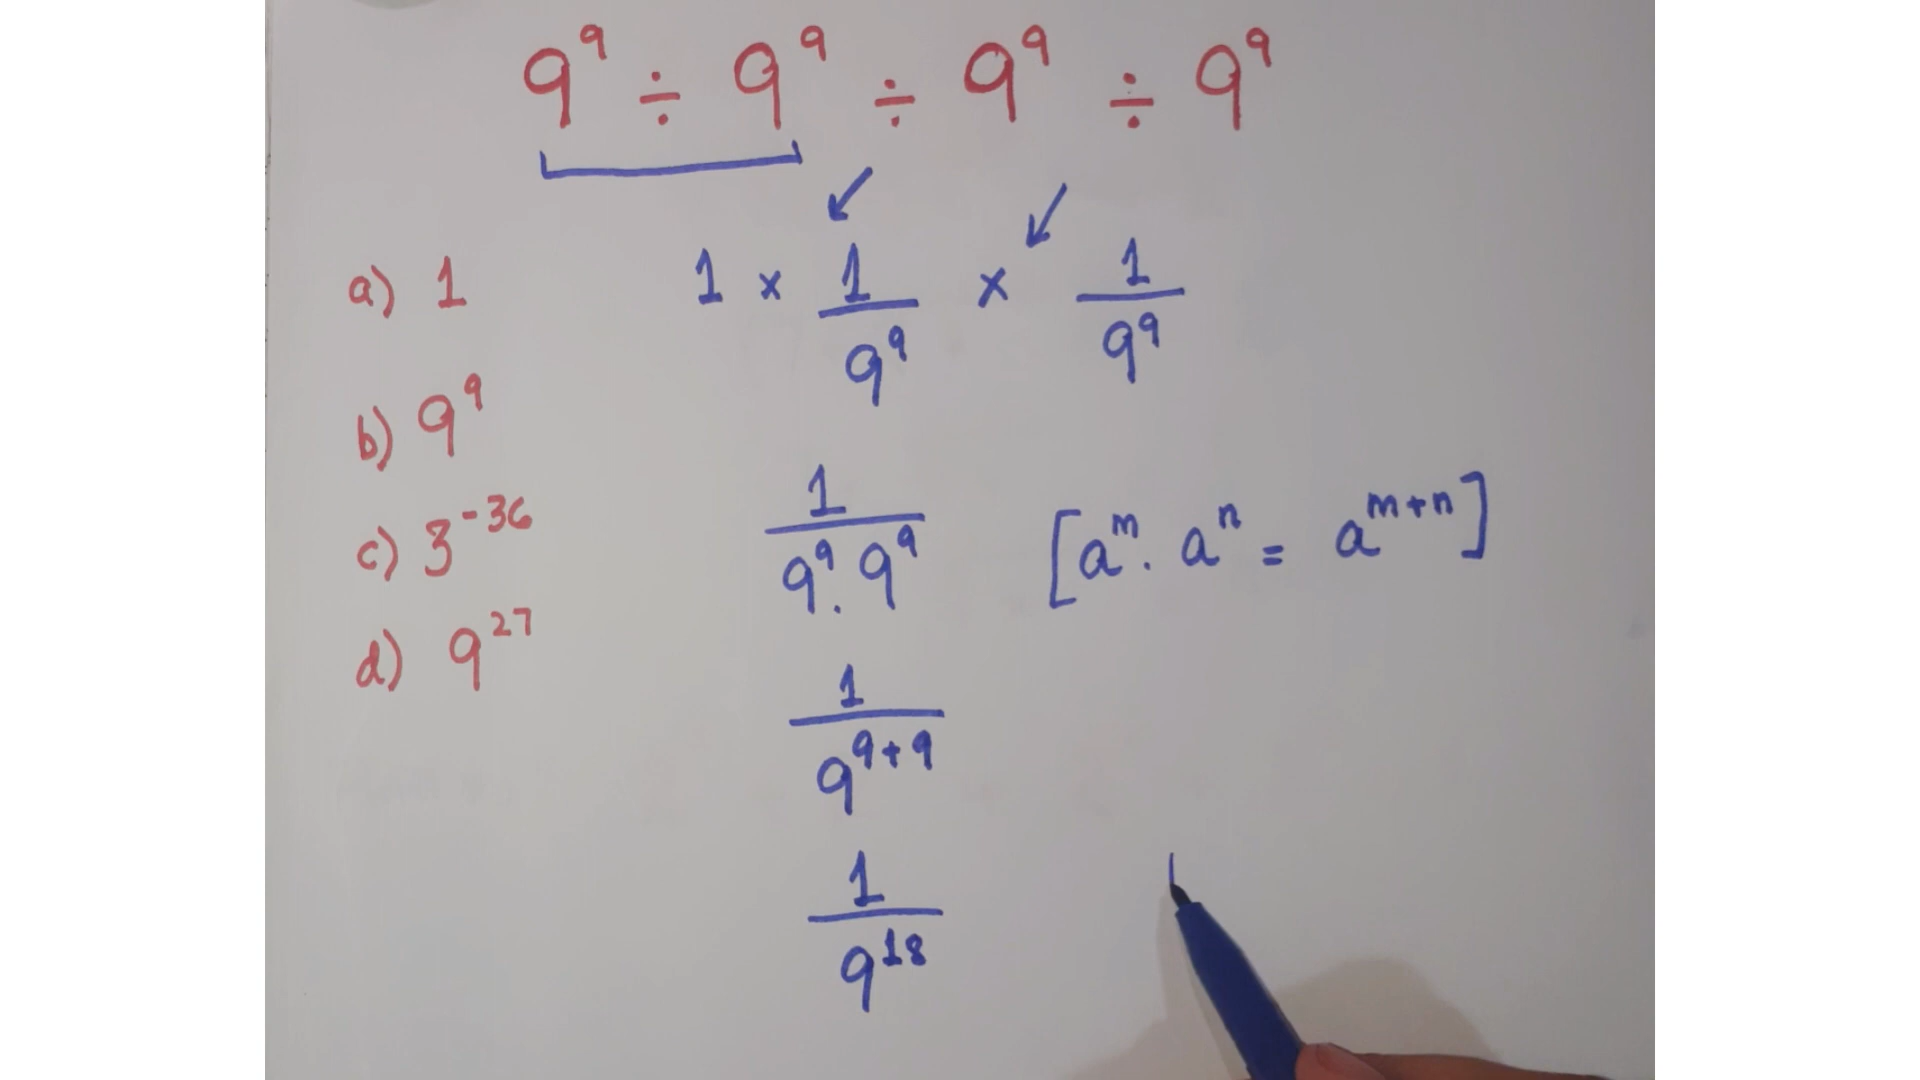 9⁹ ÷ 9⁹ ÷ 9⁹ ÷ 9⁹
a) 1
b) 9⁹
c) 3⁻³⁶
d) 9²⁷
1 × 1/9⁹ × 1/9⁹
1/9⁹.9⁹ [aᵐ. aⁿ = aᵐ⁺ⁿ]
1/9⁹⁺⁹
1/9¹⁸